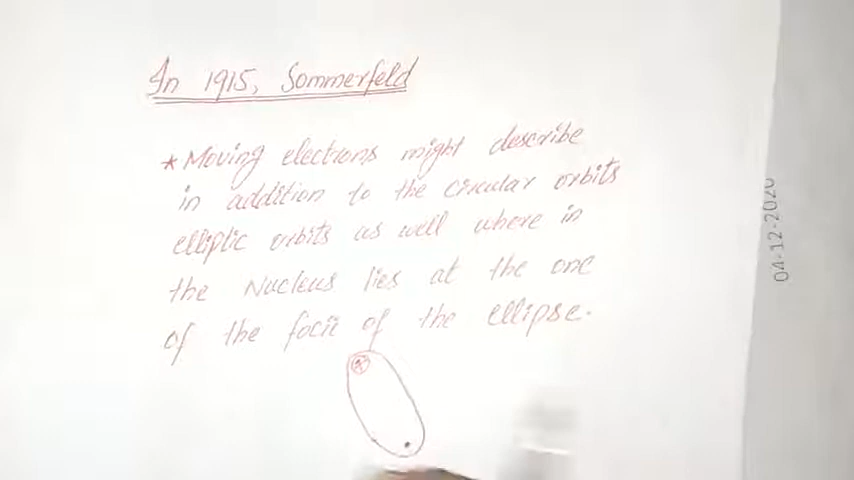 In 1915, Sommerfeld
* Moving electrons might describe
in addition to the circular orbits
elliptic orbits as well where in
the Nucleus lies at the one
of the focii of the ellipse.
04-12-2020